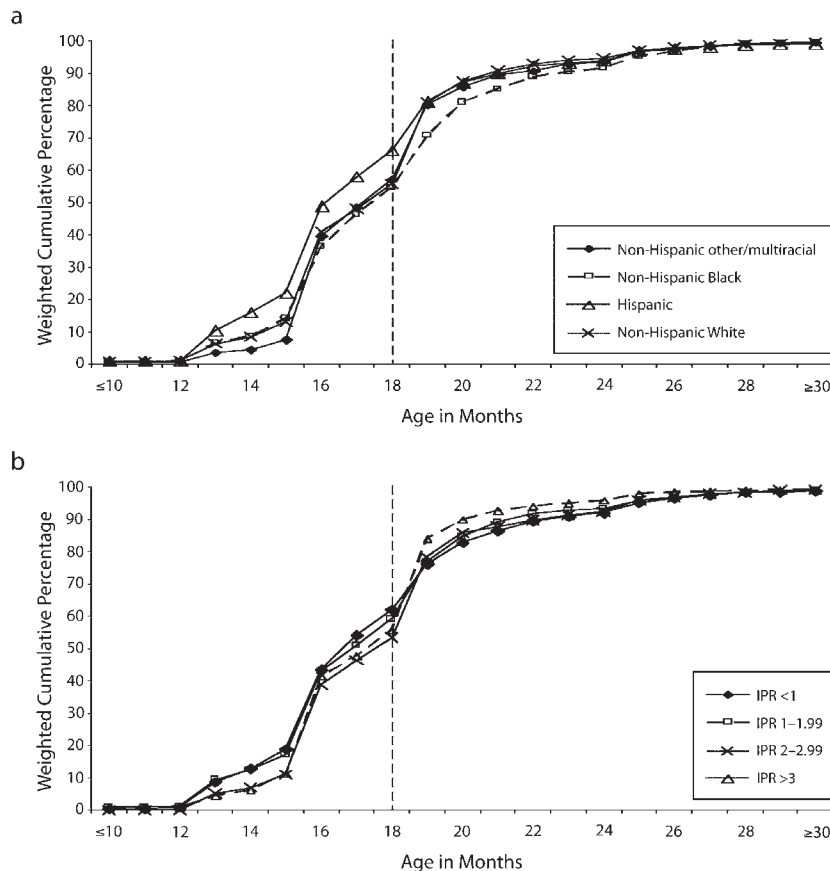 a
100
90
80
70
60
50
40
30
20
10
0
Weighted Cumulative Percentage
Non-Hispanic other/multiracial
Non-Hispanic Black
Hispanic
Non-Hispanic White
≤10 12 14 16 18 20 22 24 26 28 ≥30
Age in Months
b
100
90
80
70
60
50
40
30
20
10
0
Weighted Cumulative Percentage
IPR <1
IPR 1–1.99
IPR 2–2.99
IPR >3
≤10 12 14 16 18 20 22 24 26 28 ≥30
Age in Months